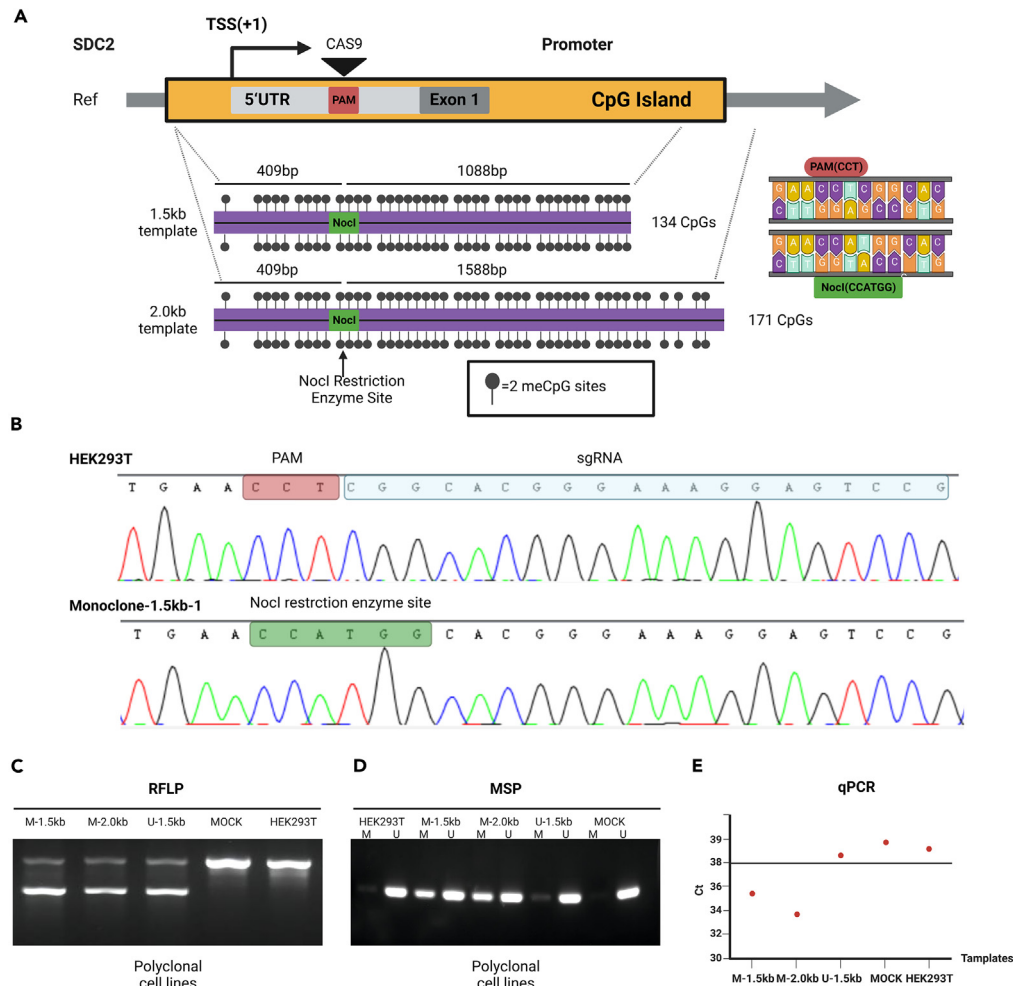 A
TSS(+1)
SDC2
CAS9
Promoter
Ref
5'UTR
PAM
Exon 1
CpG Island
409bp
1088bp
1.5kb
template
NocI
134 CpGs
409bp
1588bp
2.0kb
template
NocI
171 CpGs
NocI Restriction
Enzyme Site
=2 meCpG sites
PAM(CCT)
G A A C C T C G G C A C
C T T G G A G C C G T G
G A A C C A T G G C A C
C T T G G T A C C G T G
NocI(CCATGG)
B
HEK293T
PAM
sgRNA
T G A A C C T C G G C A C G G G A A A G G A G T C C G
Monoclone-1.5kb-1
NocI restrction enzyme site
T G A A C C A T G G C A C G G G A A A G G A G T C C G
C
RFLP
M-1.5kb M-2.0kb U-1.5kb MOCK HEK293T
Polyclonal
cell lines
D
MSP
HEK293T M-1.5kb M-2.0kb U-1.5kb MOCK
M U M U M U M U M U
Polyclonal
cell lines
E
qPCR
Ct
39
38
36
34
32
30
M-1.5kb M-2.0kb U-1.5kb MOCK HEK293T
Tamplates